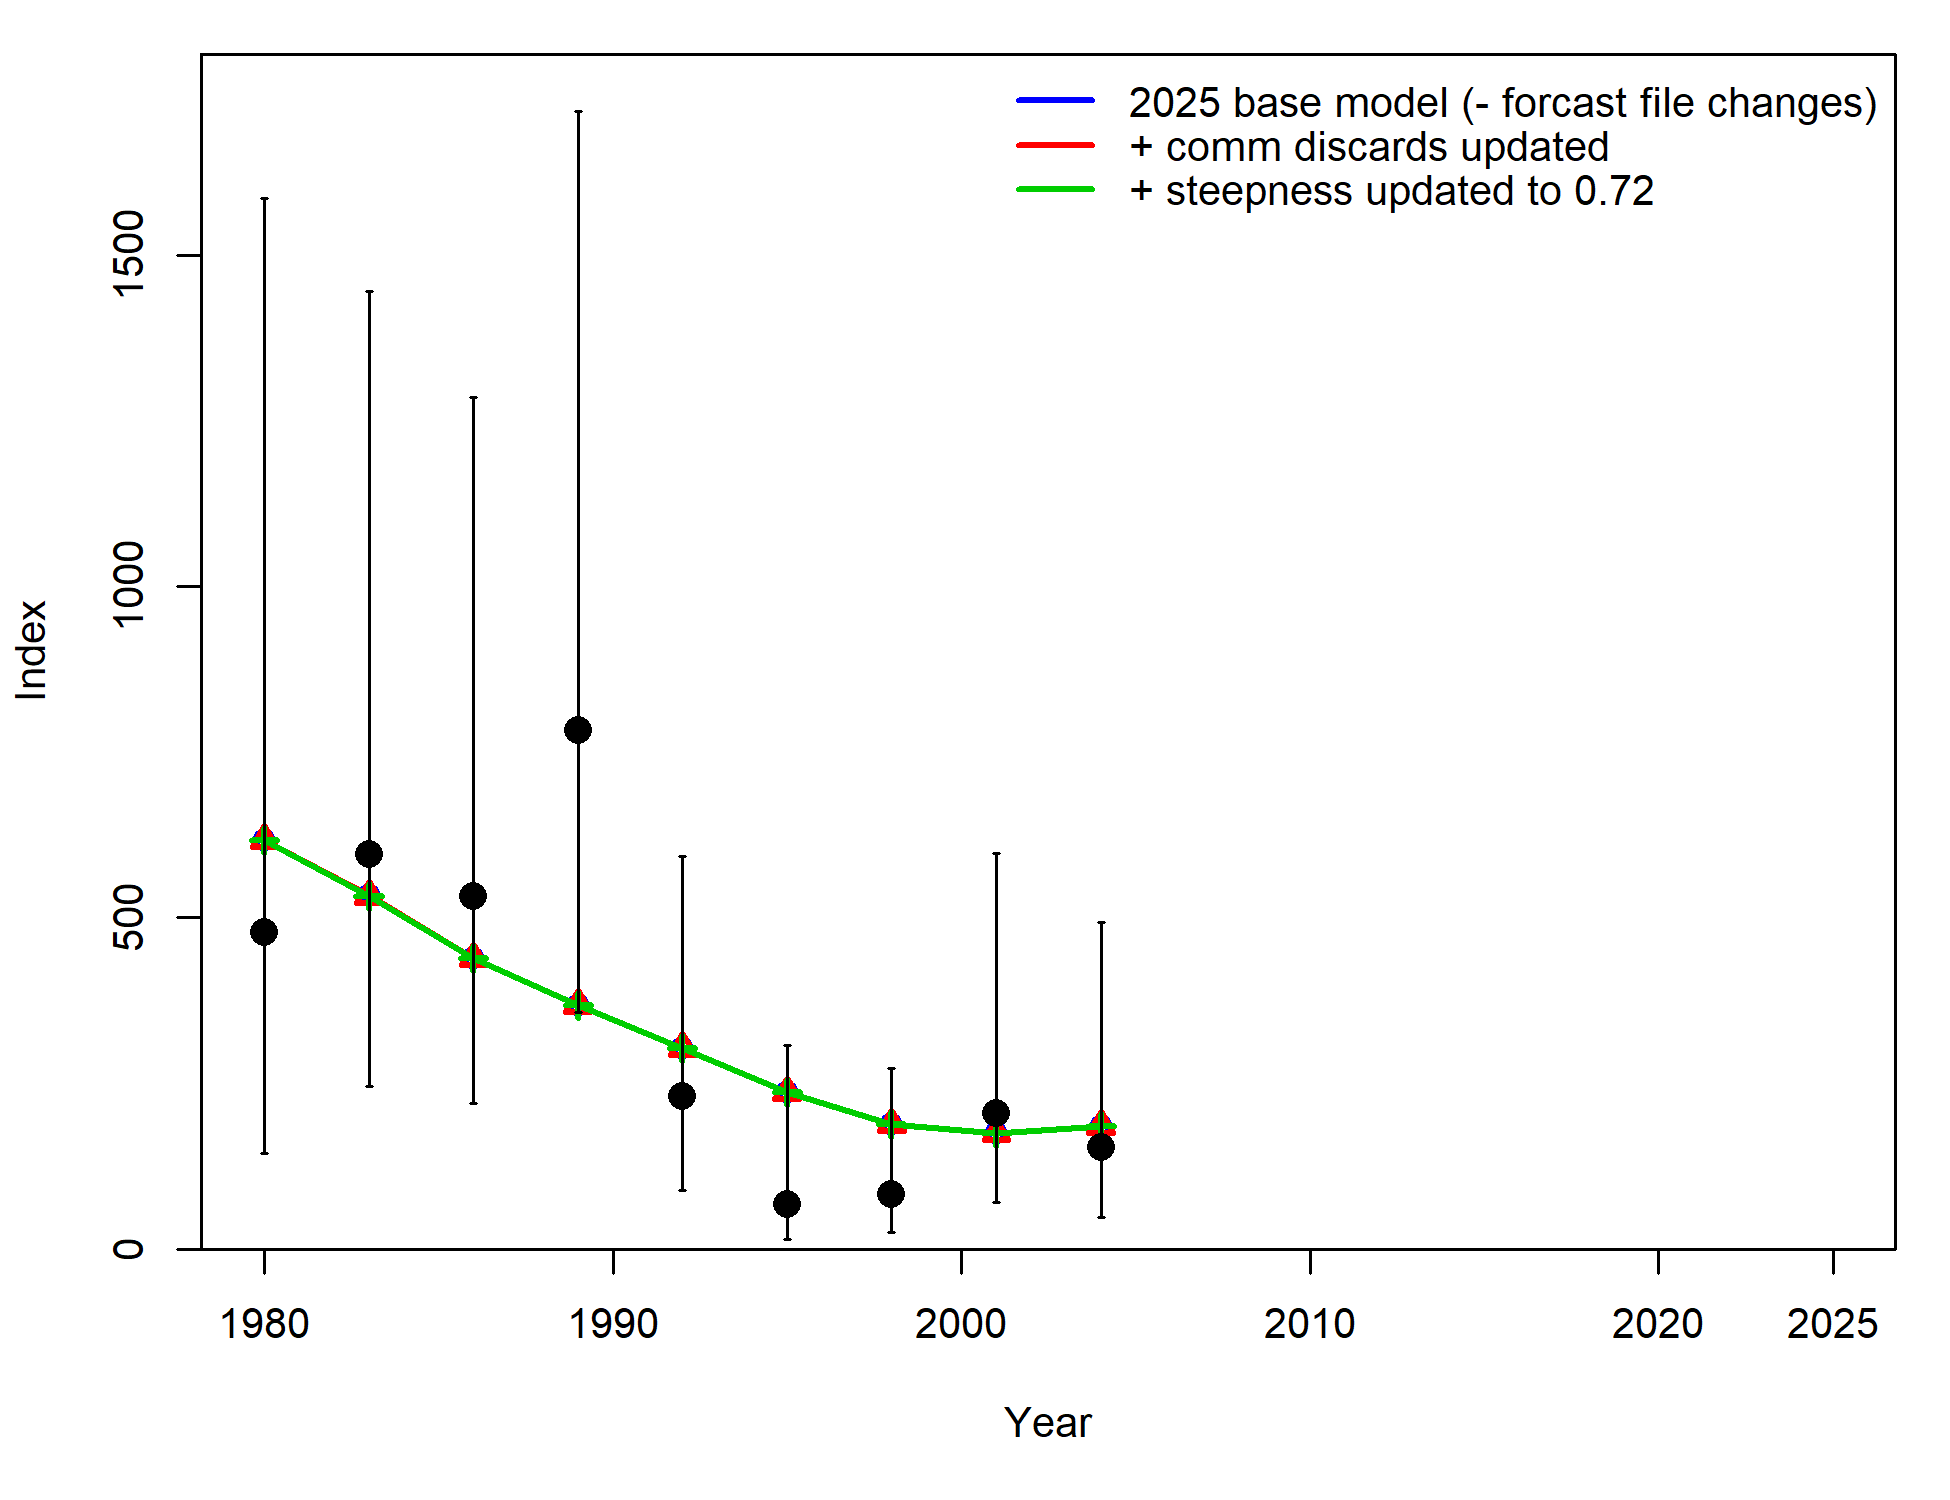 2025 base model (- forcast file changes)
+ comm discards updated
+ steepness updated to 0.72
1500
1000
500
0
Index
1980 1990 2000 2010 2020 2025
Year